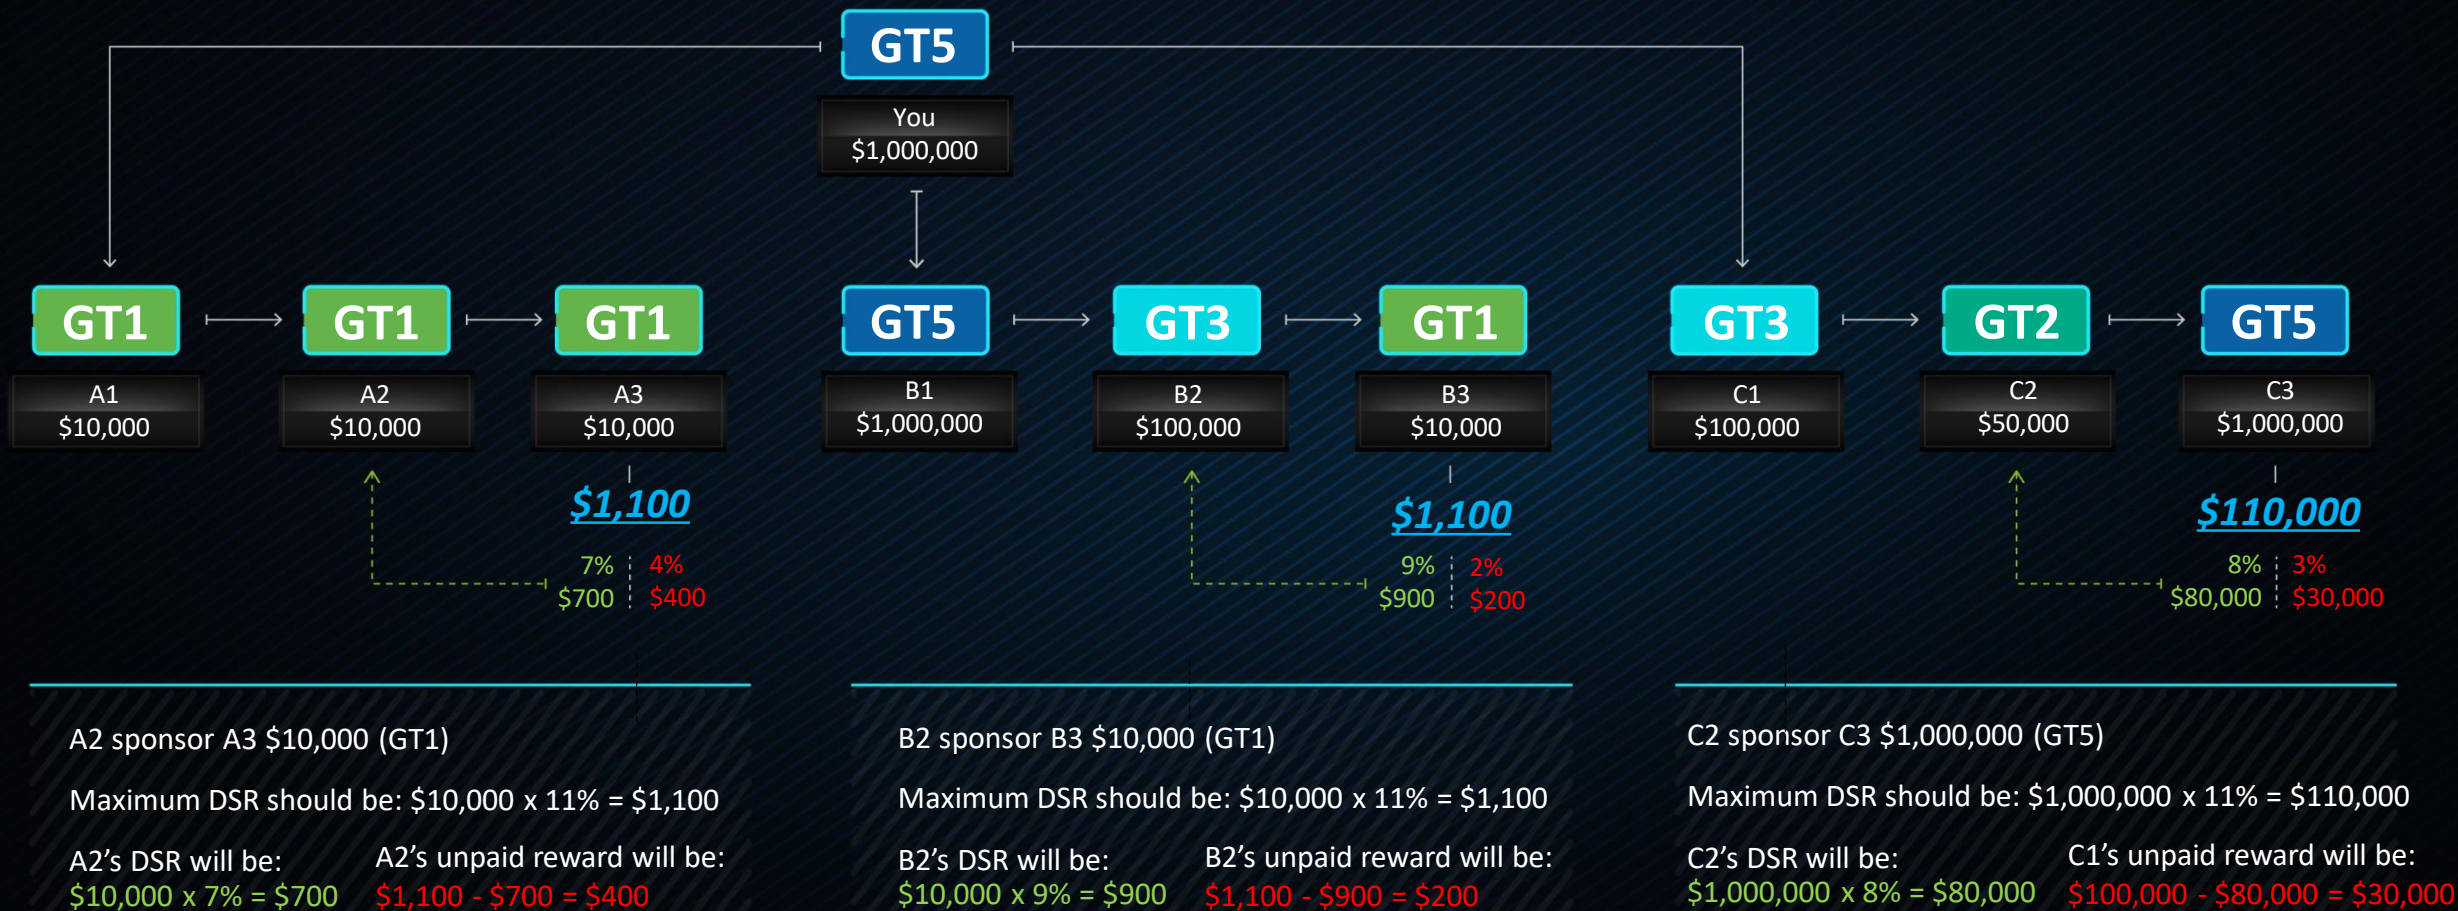 GT5
You
$1,000,000
GT1
GT1
GT1
GT5
GT3
GT1
GT3
GT2
GT5
A1
$10,000
A2
$10,000
A3
$10,000
B1
$1,000,000
B2
$100,000
B3
$10,000
C1
$100,000
C2
$50,000
C3
$1,000,000
$1,100
7%
$700
4%
$400
$1,100
9%
$900
2%
$200
$110,000
8%
$80,000
3%
$30,000
A2 sponsor A3 $10,000 (GT1)
Maximum DSR should be: $10,000 x 11% = $1,100
A2’s DSR will be:
$10,000 x 7% = $700
A2’s unpaid reward will be:
$1,100 - $700 = $400
B2 sponsor B3 $10,000 (GT1)
Maximum DSR should be: $10,000 x 11% = $1,100
B2’s DSR will be:
$10,000 x 9% = $900
B2’s unpaid reward will be:
$1,100 - $900 = $200
C2 sponsor C3 $1,000,000 (GT5)
Maximum DSR should be: $1,000,000 x 11% = $110,000
C2’s DSR will be:
$1,000,000 x 8% = $80,000
C1’s unpaid reward will be:
$100,000 - $80,000 = $30,000